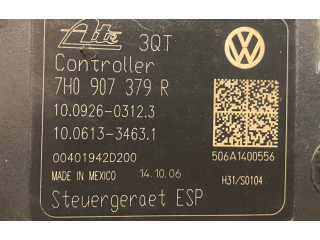 Ate 3QT
Controller
7H0 907 379 R
10.0926-0312.3
10.0613-3463.1
00401942D200 506A1400556
MADE IN MEXICO 14.10.06 H31/S0104
Steuergeraet ESP